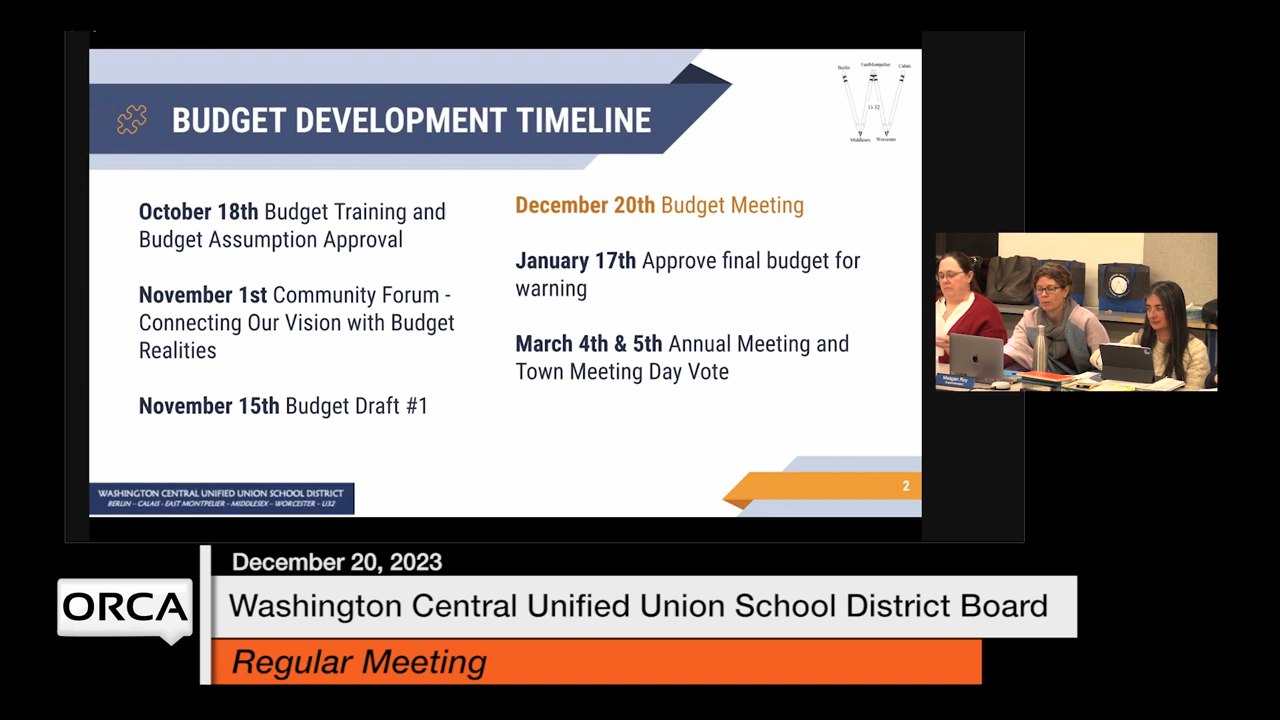 BUDGET DEVELOPMENT TIMELINE
Berlin
EastMontpelier
Calais
U-32
Middlesex
Worcester
October 18th Budget Training and
Budget Assumption Approval
November 1st Community Forum -
Connecting Our Vision with Budget
Realities
November 15th Budget Draft #1
December 20th Budget Meeting
January 17th Approve final budget for
warning
March 4th & 5th Annual Meeting and
Town Meeting Day Vote
WASHINGTON CENTRAL UNIFIED UNION SCHOOL DISTRICT
BERLIN - CALAIS - EAST MONTPELIER - MIDDLESEX - WORCESTER - U32
2
Meagan Roy
December 20, 2023
ORCA
Washington Central Unified Union School District Board
Regular Meeting